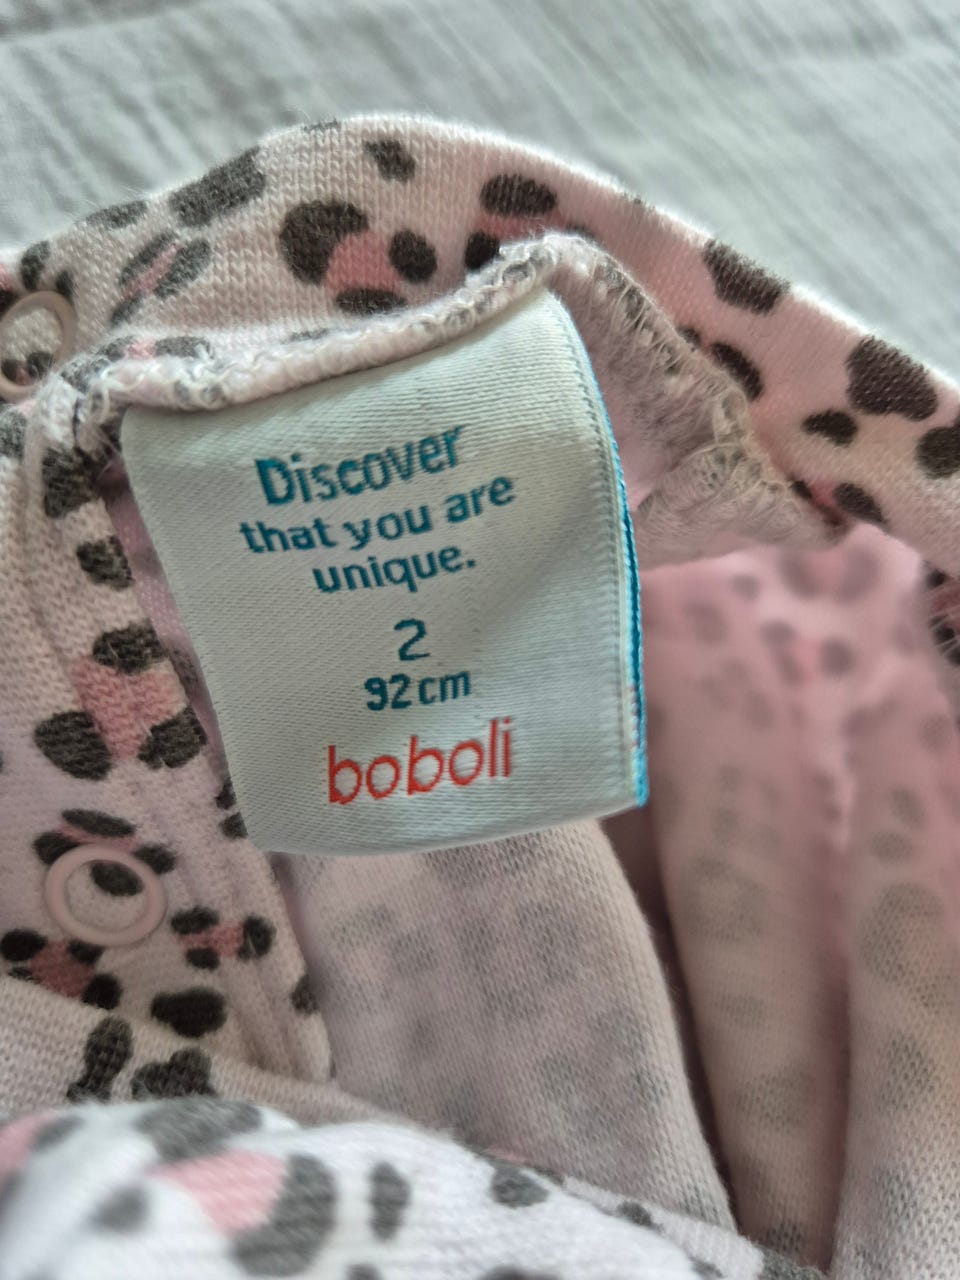 Discover
that you are
unique.
2
92cm
boboli